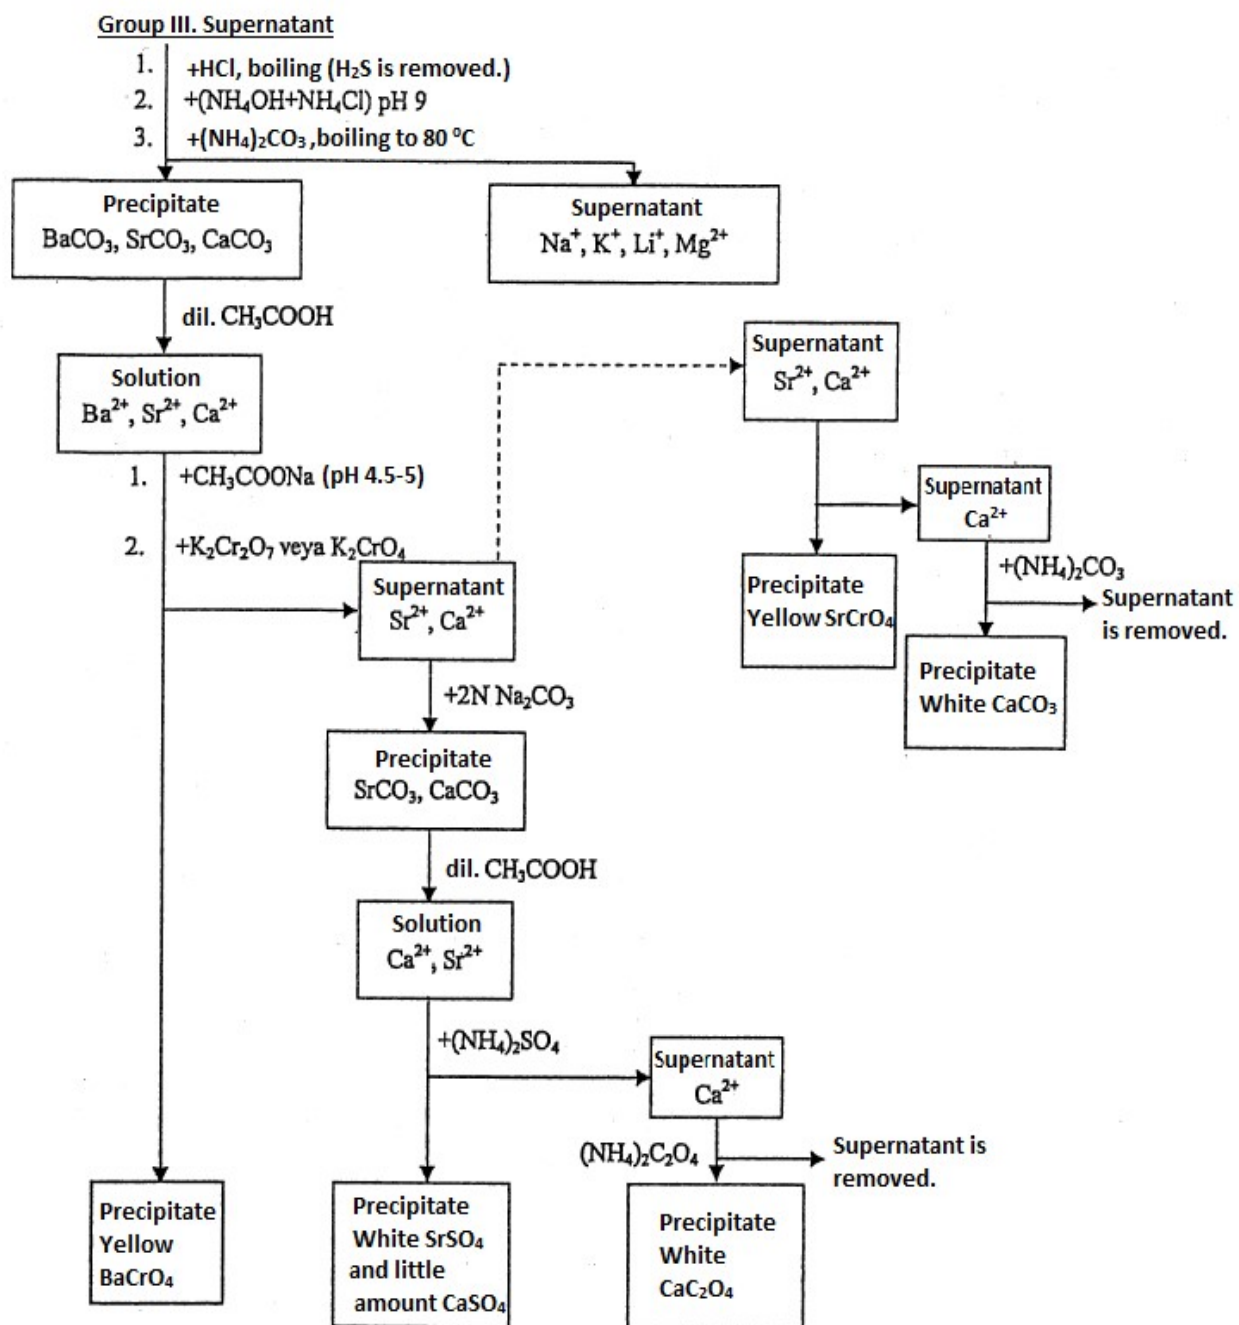 Group III. Supernatant
1. +HCl, boiling (H₂S is removed.)
2. +(NH₄OH+NH₄Cl) pH 9
3. +(NH₄)₂CO₃ ,boiling to 80 ⁰C
Precipitate
BaCO₃, SrCO₃, CaCO₃
Supernatant
Na⁺, K⁺, Li⁺, Mg²⁺
dil. CH₃COOH
Solution
Ba²⁺, Sr²⁺, Ca²⁺
1. +CH₃COONa (pH 4.5-5)
2. +K₂Cr₂O₇ veya K₂CrO₄
Supernatant
Sr²⁺, Ca²⁺
Supernatant
Sr²⁺, Ca²⁺
Supernatant
Ca²⁺
+(NH₄)₂CO₃
Supernatant
is removed.
Precipitate
Yellow SrCrO₄
Precipitate
White CaCO₃
+2N Na₂CO₃
Precipitate
SrCO₃, CaCO₃
dil. CH₃COOH
Solution
Ca²⁺, Sr²⁺
+(NH₄)₂SO₄
Supernatant
Ca²⁺
(NH₄)₂C₂O₄
Supernatant is
removed.
Precipitate
Yellow
BaCrO₄
Precipitate
White SrSO₄
and little
amount CaSO₄
Precipitate
White
CaC₂O₄